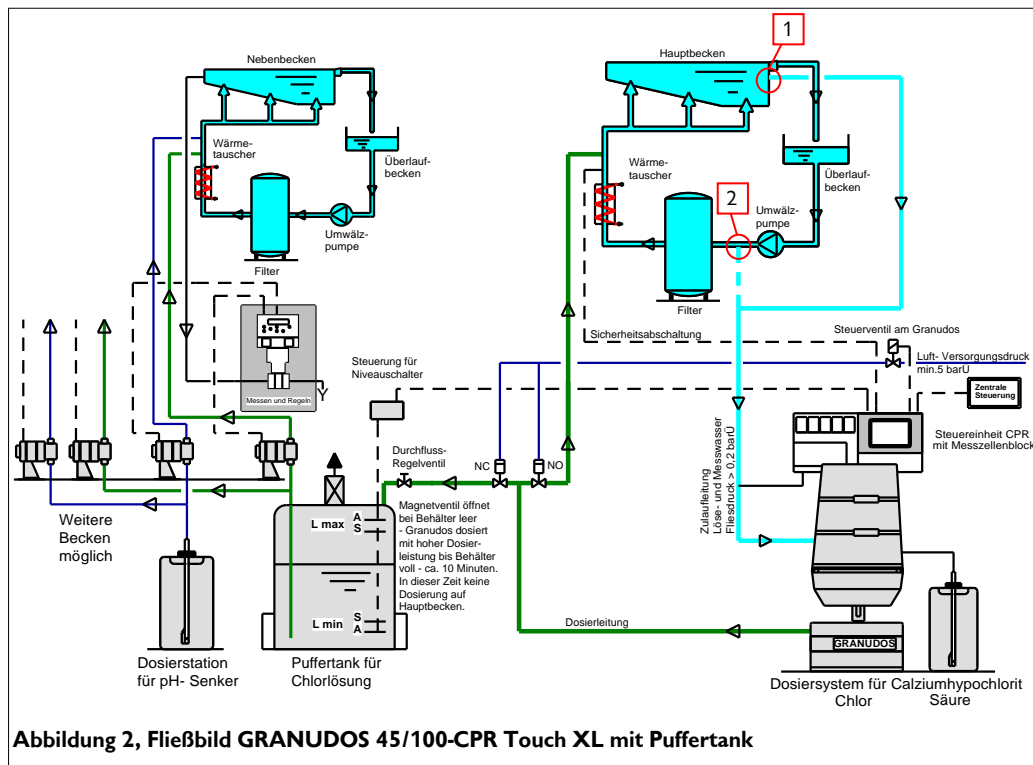 Nebenbecken
Wärme-
tauscher
Überlauf-
becken
Umwälz-
pumpe
Filter
1
Hauptbecken
Wärme-
tauscher
Überlauf-
becken
2
Umwälz-
pumpe
Filter
Sicherheitsabschaltung
Steuerventil am Granudos
Luft- Versorgungsdruck
min.5 barÜ
Zentrale
Steuerung
Steuereinheit CPR
mit Messzellenblock
Messen und Regeln
Steuerung für
Niveauschalter
Durchfluss-
Regelventil
NC
NO
Zulaufleitung
Löse- und Messwasser
Fliesdruck > 0,2 barÜ
Weitere
Becken
möglich
L max
A
S
Magnetventil öffnet
bei Behälter leer
- Granudos dosiert
mit hoher Dosier-
leistung bis Behälter
voll - ca. 10 Minuten.
In dieser Zeit keine
Dosierung auf
Hauptbecken.
L min
S
A
Dosierleitung
GRANUDOS
Dosierstation
für pH- Senker
Puffertank für
Chlorlösung
Dosiersystem für Calziumhypochlorit
Chlor Säure
Abbildung 2, Fließbild GRANUDOS 45/100-CPR Touch XL mit Puffertank